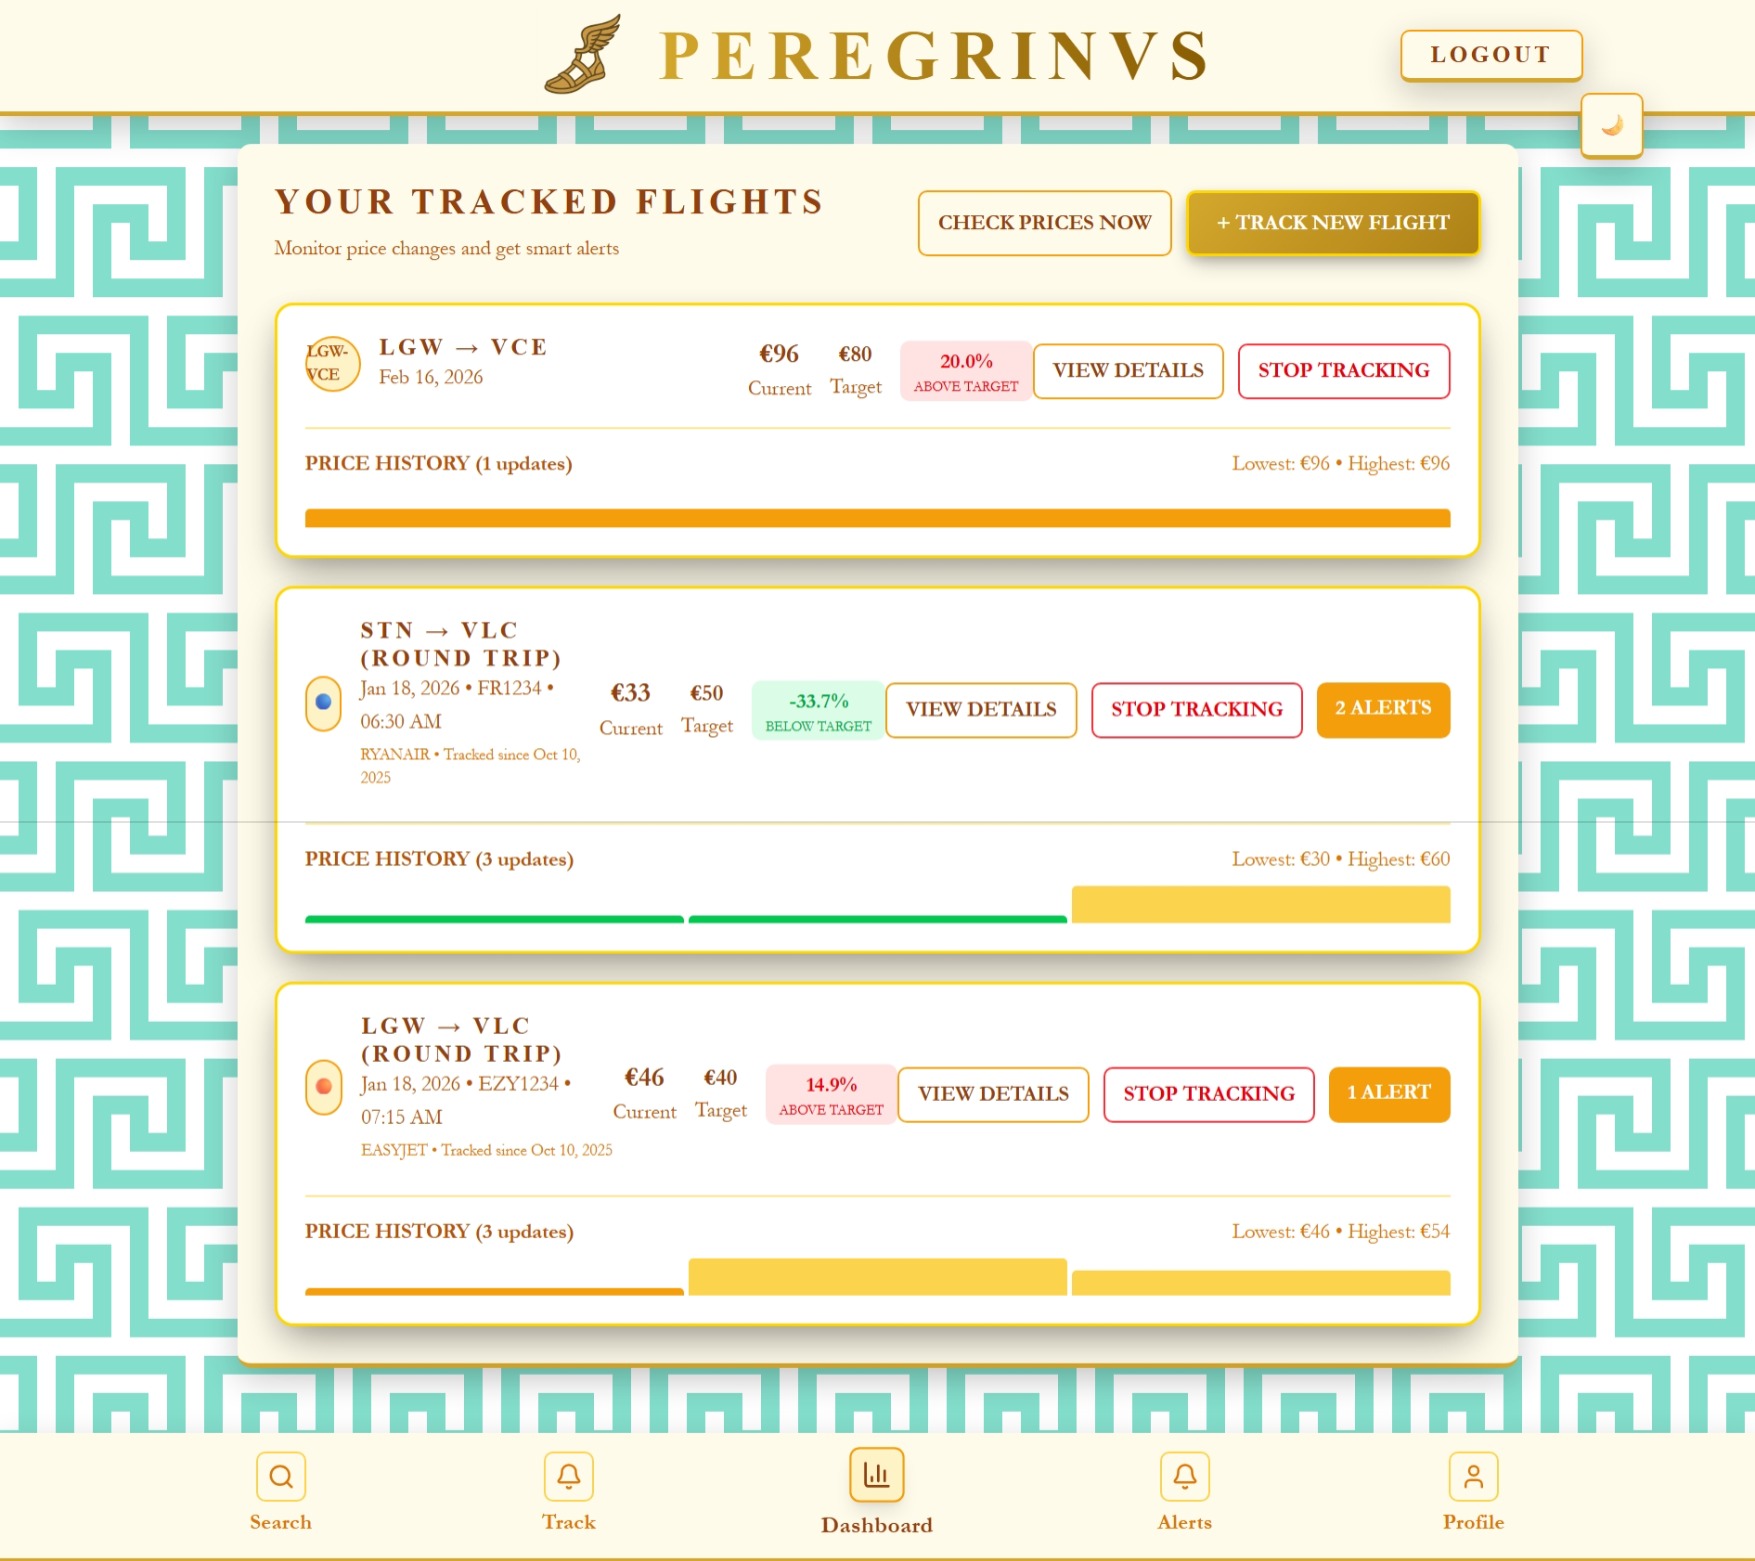 PEREGRINVS
LOGOUT
YOUR TRACKED FLIGHTS
Monitor price changes and get smart alerts
CHECK PRICES NOW
+ TRACK NEW FLIGHT
LGW-
VCE
LGW → VCE
Feb 16, 2026
€96
Current
€80
Target
20.0%
ABOVE TARGET
VIEW DETAILS
STOP TRACKING
PRICE HISTORY (1 updates)
Lowest: €96 • Highest: €96
STN → VLC
(ROUND TRIP)
Jan 18, 2026 • FR1234 •
06:30 AM
RYANAIR • Tracked since Oct 10,
2025
€33
Current
€50
Target
-33.7%
BELOW TARGET
VIEW DETAILS
STOP TRACKING
2 ALERTS
PRICE HISTORY (3 updates)
Lowest: €30 • Highest: €60
LGW → VLC
(ROUND TRIP)
Jan 18, 2026 • EZY1234 •
07:15 AM
EASYJET • Tracked since Oct 10, 2025
€46
Current
€40
Target
14.9%
ABOVE TARGET
VIEW DETAILS
STOP TRACKING
1 ALERT
PRICE HISTORY (3 updates)
Lowest: €46 • Highest: €54
Search
Track
Dashboard
Alerts
Profile